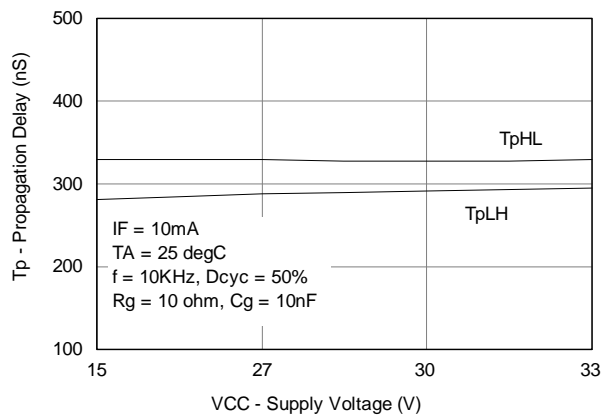 500
400
300
200
100
Tp - Propagation Delay (nS)
TpHL
TpLH
IF = 10mA
TA = 25 degC
f = 10KHz, Dcyc = 50%
Rg = 10 ohm, Cg = 10nF
15 27 30 33
VCC - Supply Voltage (V)